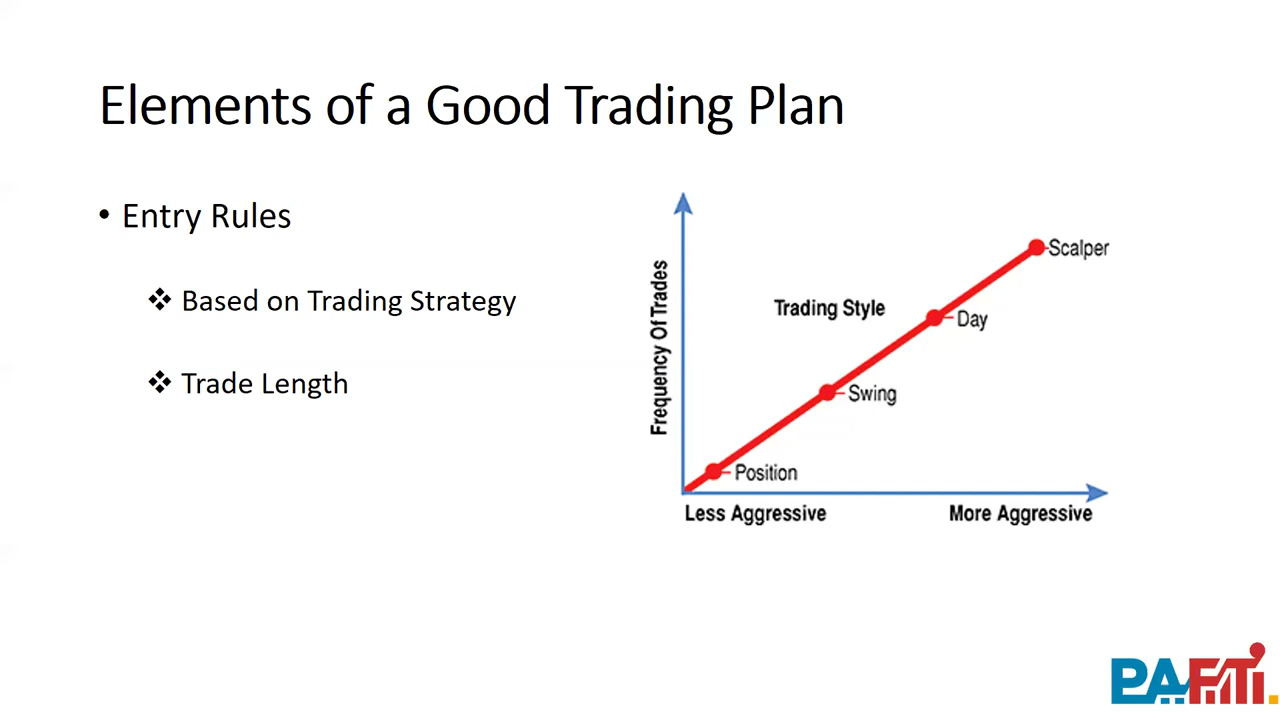 Elements of a Good Trading Plan
• Entry Rules
❖ Based on Trading Strategy
❖ Trade Length
Frequency Of Trades
Trading Style
Scalper
Day
Swing
Position
Less Aggressive
More Aggressive
PAFTI